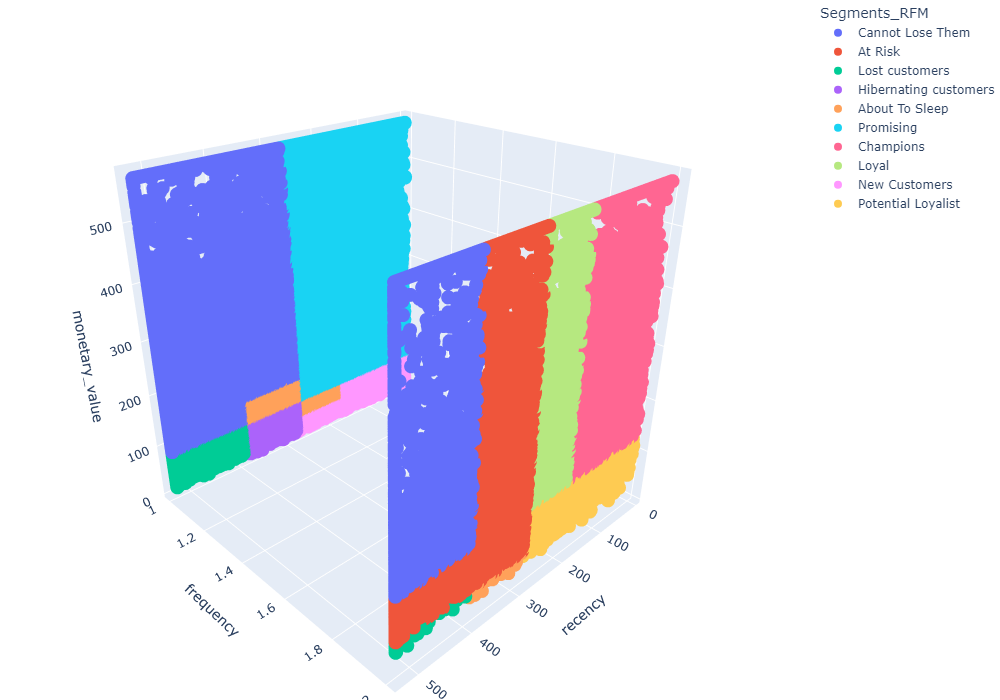 Segments_RFM
Cannot Lose Them
At Risk
Lost customers
Hibernating customers
About To Sleep
Promising
Champions
Loyal
New Customers
Potential Loyalist
monetary_value
500
400
300
200
100
0
frequency
1
1.2
1.4
1.6
1.8
recency
0
100
200
300
400
500